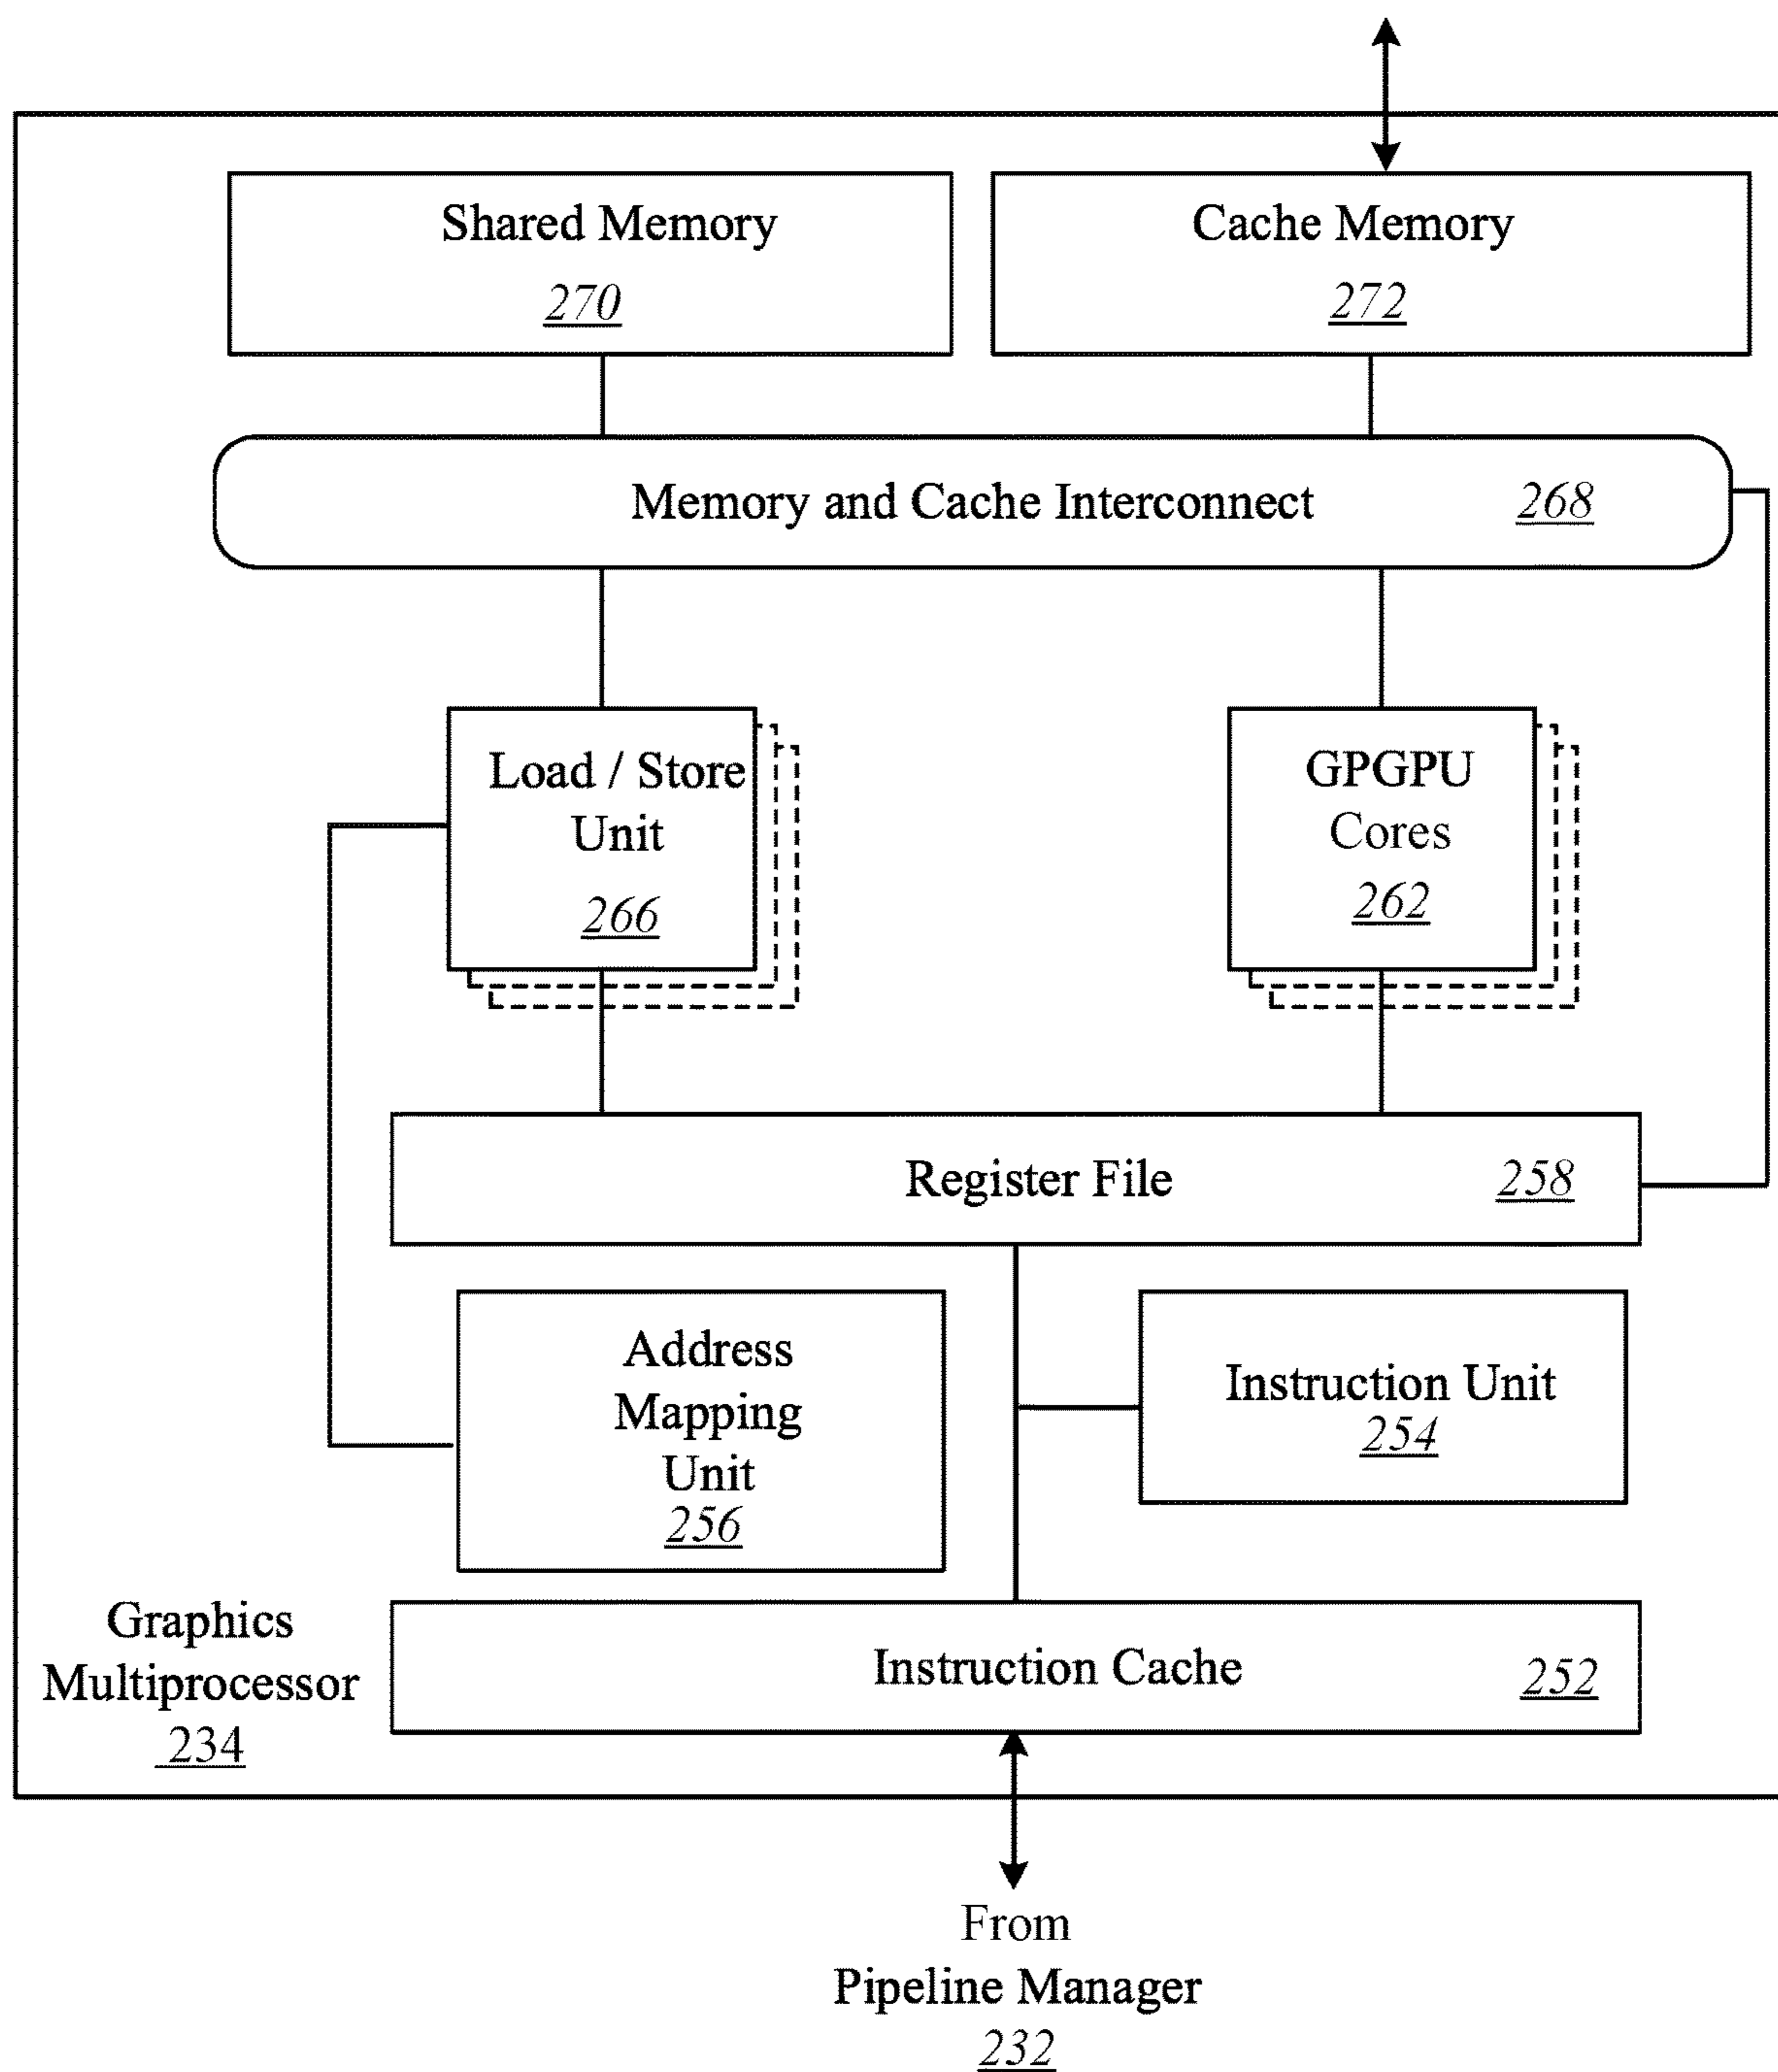 Shared Memory
270
Cache Memory
272
Memory and Cache Interconnect 268
Load / Store
Unit
266
GPGPU
Cores
262
Register File 258
Address
Mapping
Unit
256
Instruction Unit
254
Graphics
Multiprocessor
234
Instruction Cache 252
From
Pipeline Manager
232